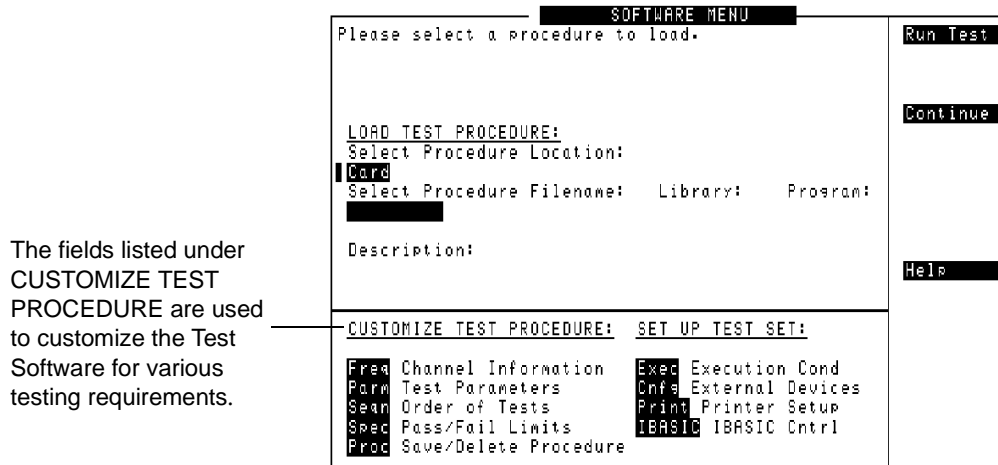 SOFTWARE MENU
Please select a procedure to load.
Run Test
Continue
LOAD TEST PROCEDURE:
Select Procedure Location:
Card
Select Procedure Filename: Library: Program:
Description:
Help
The fields listed under
CUSTOMIZE TEST
PROCEDURE are used
to customize the Test
Software for various
testing requirements.
CUSTOMIZE TEST PROCEDURE: SET UP TEST SET:
Freq Channel Information Exec Execution Cond
Parm Test Parameters Cnfg External Devices
Seqn Order of Tests Print Printer Setup
Spec Pass/Fail Limits IBASIC IBASIC Cntrl
Proc Save/Delete Procedure